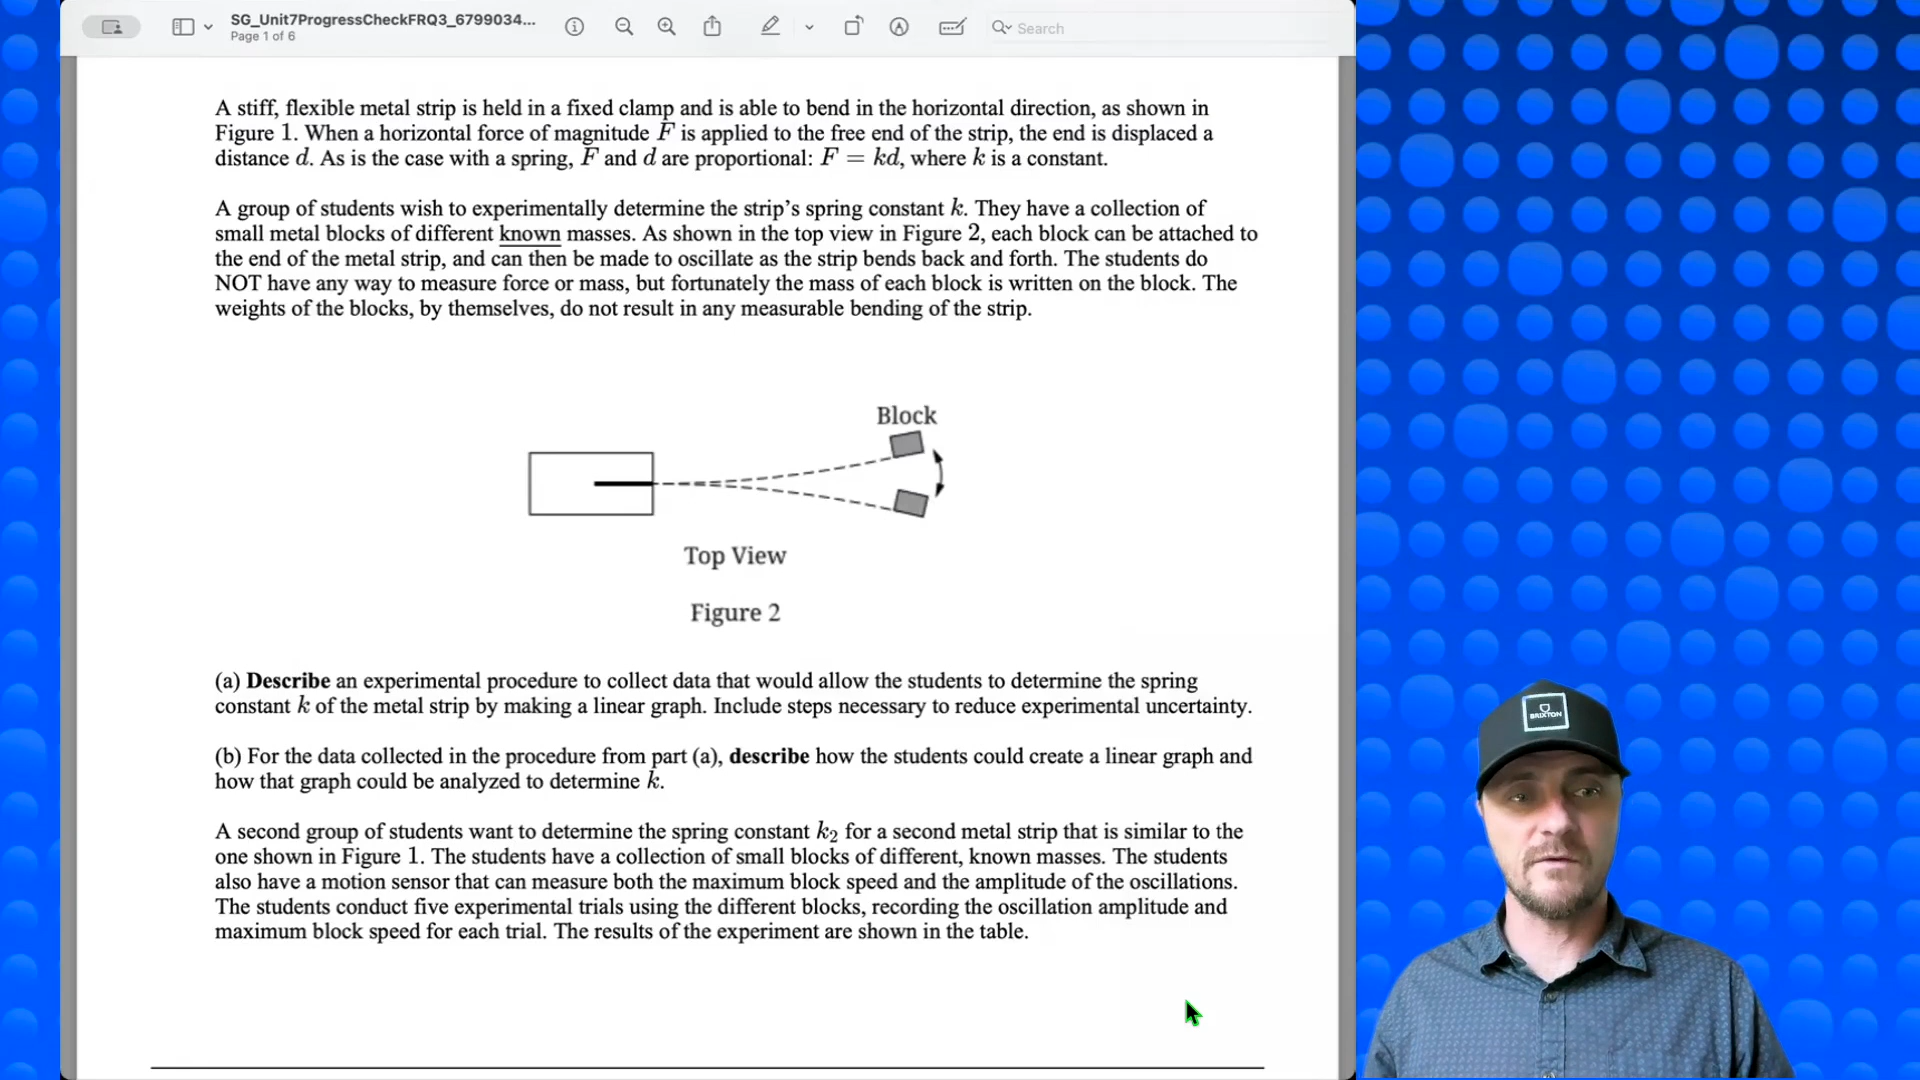 SG_Unit7ProgressCheckFRQ3_6799034...
Page 1 of 6
Search
A stiff, flexible metal strip is held in a fixed clamp and is able to bend in the horizontal direction, as shown in
Figure 1. When a horizontal force of magnitude F is applied to the free end of the strip, the end is displaced a
distance d. As is the case with a spring, F and d are proportional: F = kd, where k is a constant.
A group of students wish to experimentally determine the strip’s spring constant k. They have a collection of
small metal blocks of different known masses. As shown in the top view in Figure 2, each block can be attached to
the end of the metal strip, and can then be made to oscillate as the strip bends back and forth. The students do
NOT have any way to measure force or mass, but fortunately the mass of each block is written on the block. The
weights of the blocks, by themselves, do not result in any measurable bending of the strip.
Block
Top View
Figure 2
(a) Describe an experimental procedure to collect data that would allow the students to determine the spring
constant k of the metal strip by making a linear graph. Include steps necessary to reduce experimental uncertainty.
(b) For the data collected in the procedure from part (a), describe how the students could create a linear graph and
how that graph could be analyzed to determine k.
A second group of students want to determine the spring constant k₂ for a second metal strip that is similar to the
one shown in Figure 1. The students have a collection of small blocks of different, known masses. The students
also have a motion sensor that can measure both the maximum block speed and the amplitude of the oscillations.
The students conduct five experimental trials using the different blocks, recording the oscillation amplitude and
maximum block speed for each trial. The results of the experiment are shown in the table.
BRIXTON